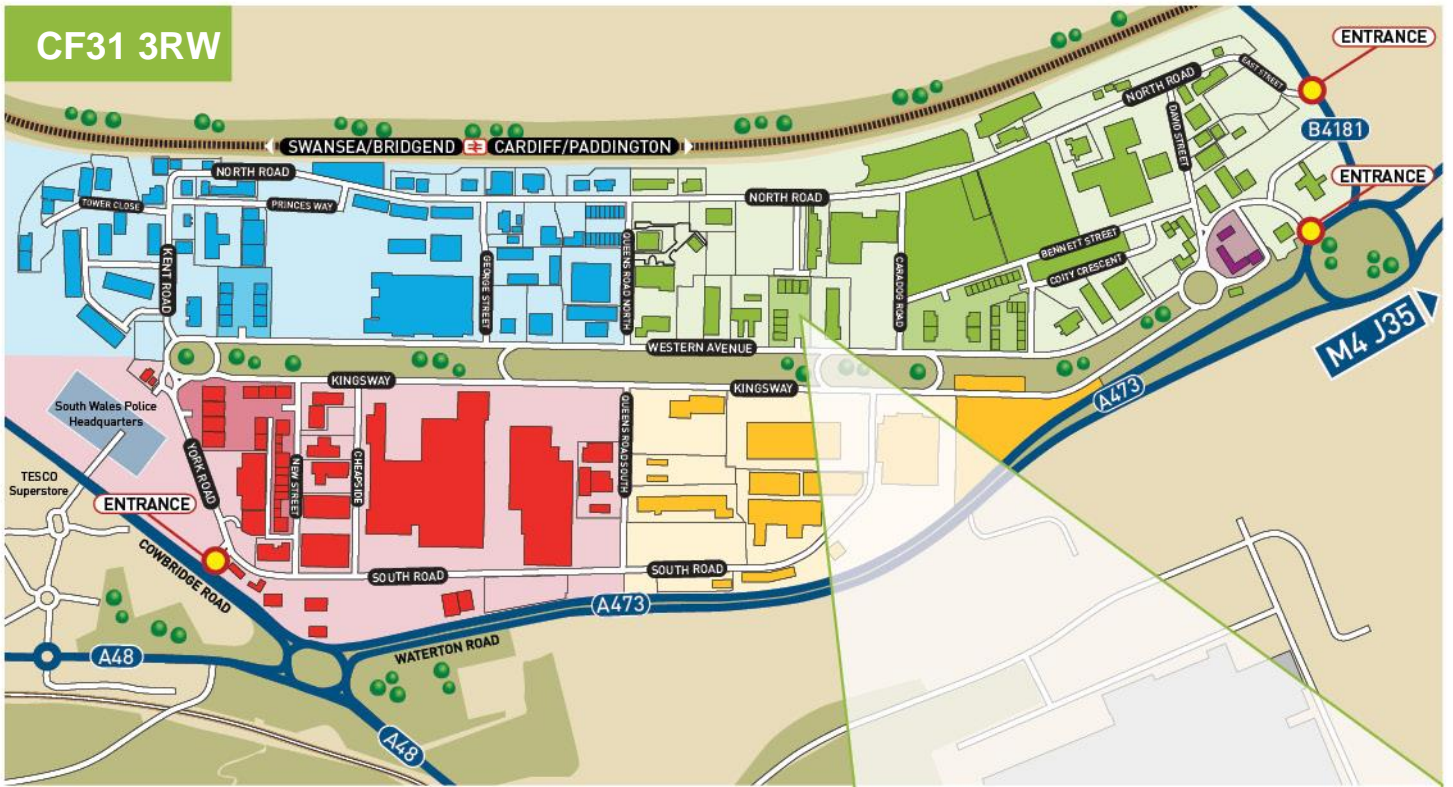 CF31 3RW
ENTRANCE
EAST STREET
NORTH ROAD
B4181
DAVID STREET
SWANSEA/BRIDGEND CARDIFF/PADDINGTON
ENTRANCE
NORTH ROAD
NORTH ROAD
TOWER CLOSE
PRINCES WAY
KENT ROAD
GEORGE STREET
QUEENS ROAD NORTH
CARADOG ROAD
BENNETT STREET
COITY CRESCENT
M4 J35
WESTERN AVENUE
KINGSWAY
KINGSWAY
A473
South Wales Police
Headquarters
YORK ROAD
NEW STREET
CHEAPSIDE
QUEENS ROAD SOUTH
TESCO
Superstore
ENTRANCE
COWBRIDGE ROAD
SOUTH ROAD
SOUTH ROAD
A473
WATERTON ROAD
A48
A48